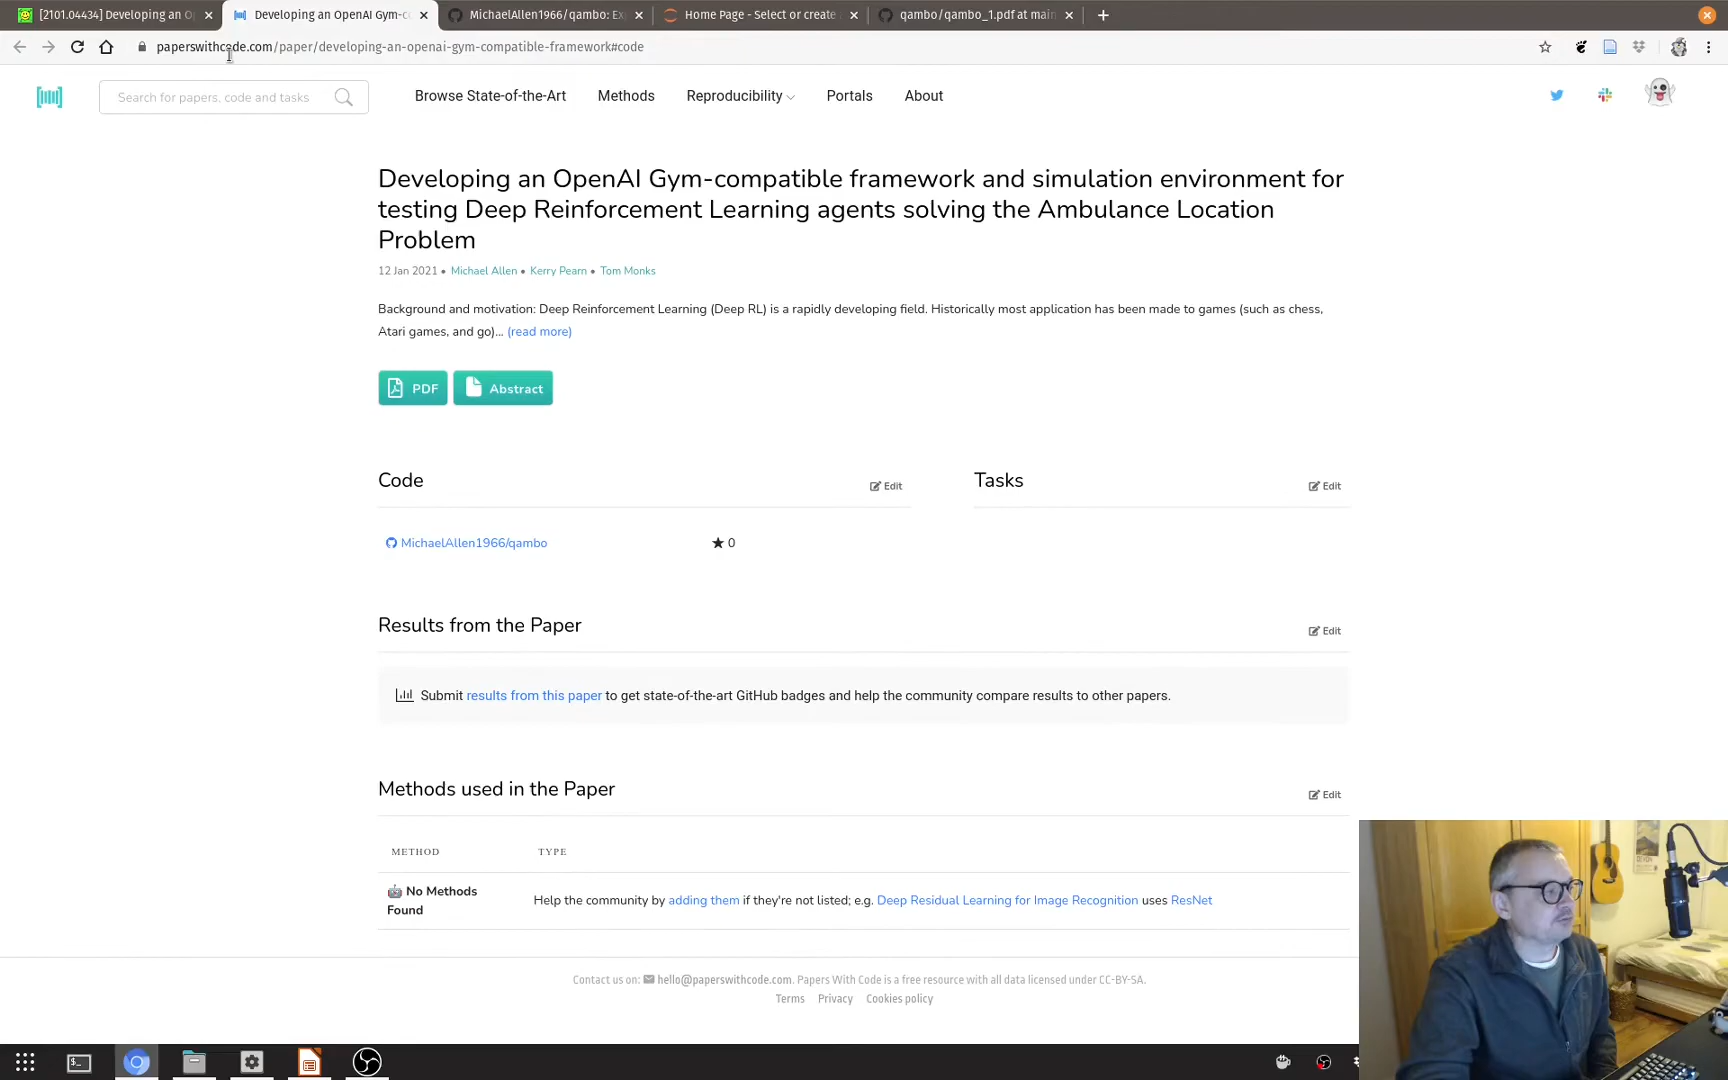 [2101.04434] Developing an O
Developing an OpenAI Gym-c
MichaelAllen1966/qambo: Ex
Home Page - Select or create
qambo/qambo_1.pdf at main
paperswithcode.com/paper/developing-an-openai-gym-compatible-framework#code
Search for papers, code and tasks
Browse State-of-the-Art
Methods
Reproducibility
Portals
About
Developing an OpenAI Gym-compatible framework and simulation environment for
testing Deep Reinforcement Learning agents solving the Ambulance Location
Problem
12 Jan 2021 • Michael Allen • Kerry Pearn • Tom Monks
Background and motivation: Deep Reinforcement Learning (Deep RL) is a rapidly developing field. Historically most application has been made to games (such as chess,
Atari games, and go)... (read more)
PDF
Abstract
Code
Edit
Tasks
Edit
MichaelAllen1966/qambo
★ 0
Results from the Paper
Edit
Submit results from this paper to get state-of-the-art GitHub badges and help the community compare results to other papers.
Methods used in the Paper
Edit
METHOD
TYPE
No Methods
Found
Help the community by adding them if they're not listed; e.g. Deep Residual Learning for Image Recognition uses ResNet
Contact us on: hello@paperswithcode.com. Papers With Code is a free resource with all data licensed under CC-BY-SA.
Terms
Privacy
Cookies policy
DEVON